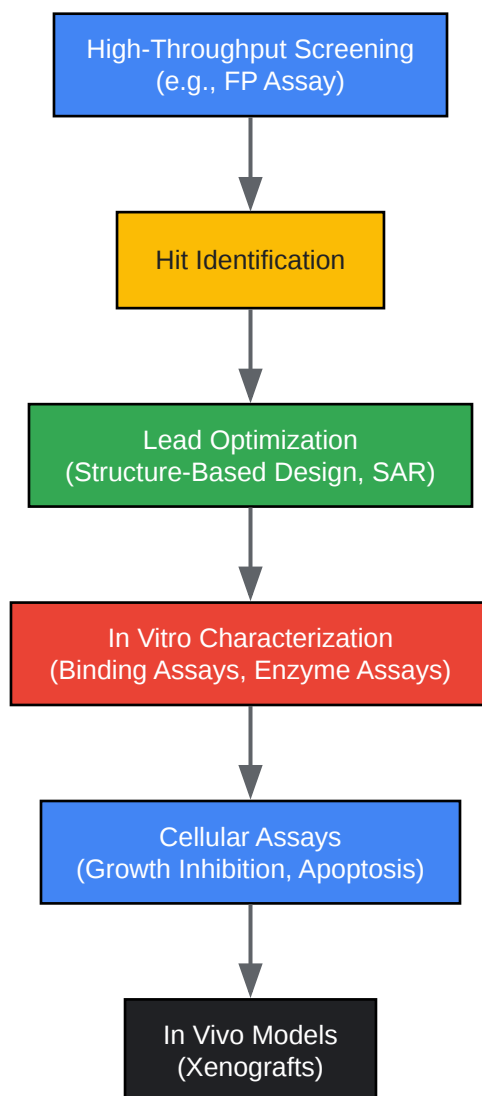 High-Throughput Screening
(e.g., FP Assay)
Hit Identification
Lead Optimization
(Structure-Based Design, SAR)
In Vitro Characterization
(Binding Assays, Enzyme Assays)
Cellular Assays
(Growth Inhibition, Apoptosis)
In Vivo Models
(Xenografts)